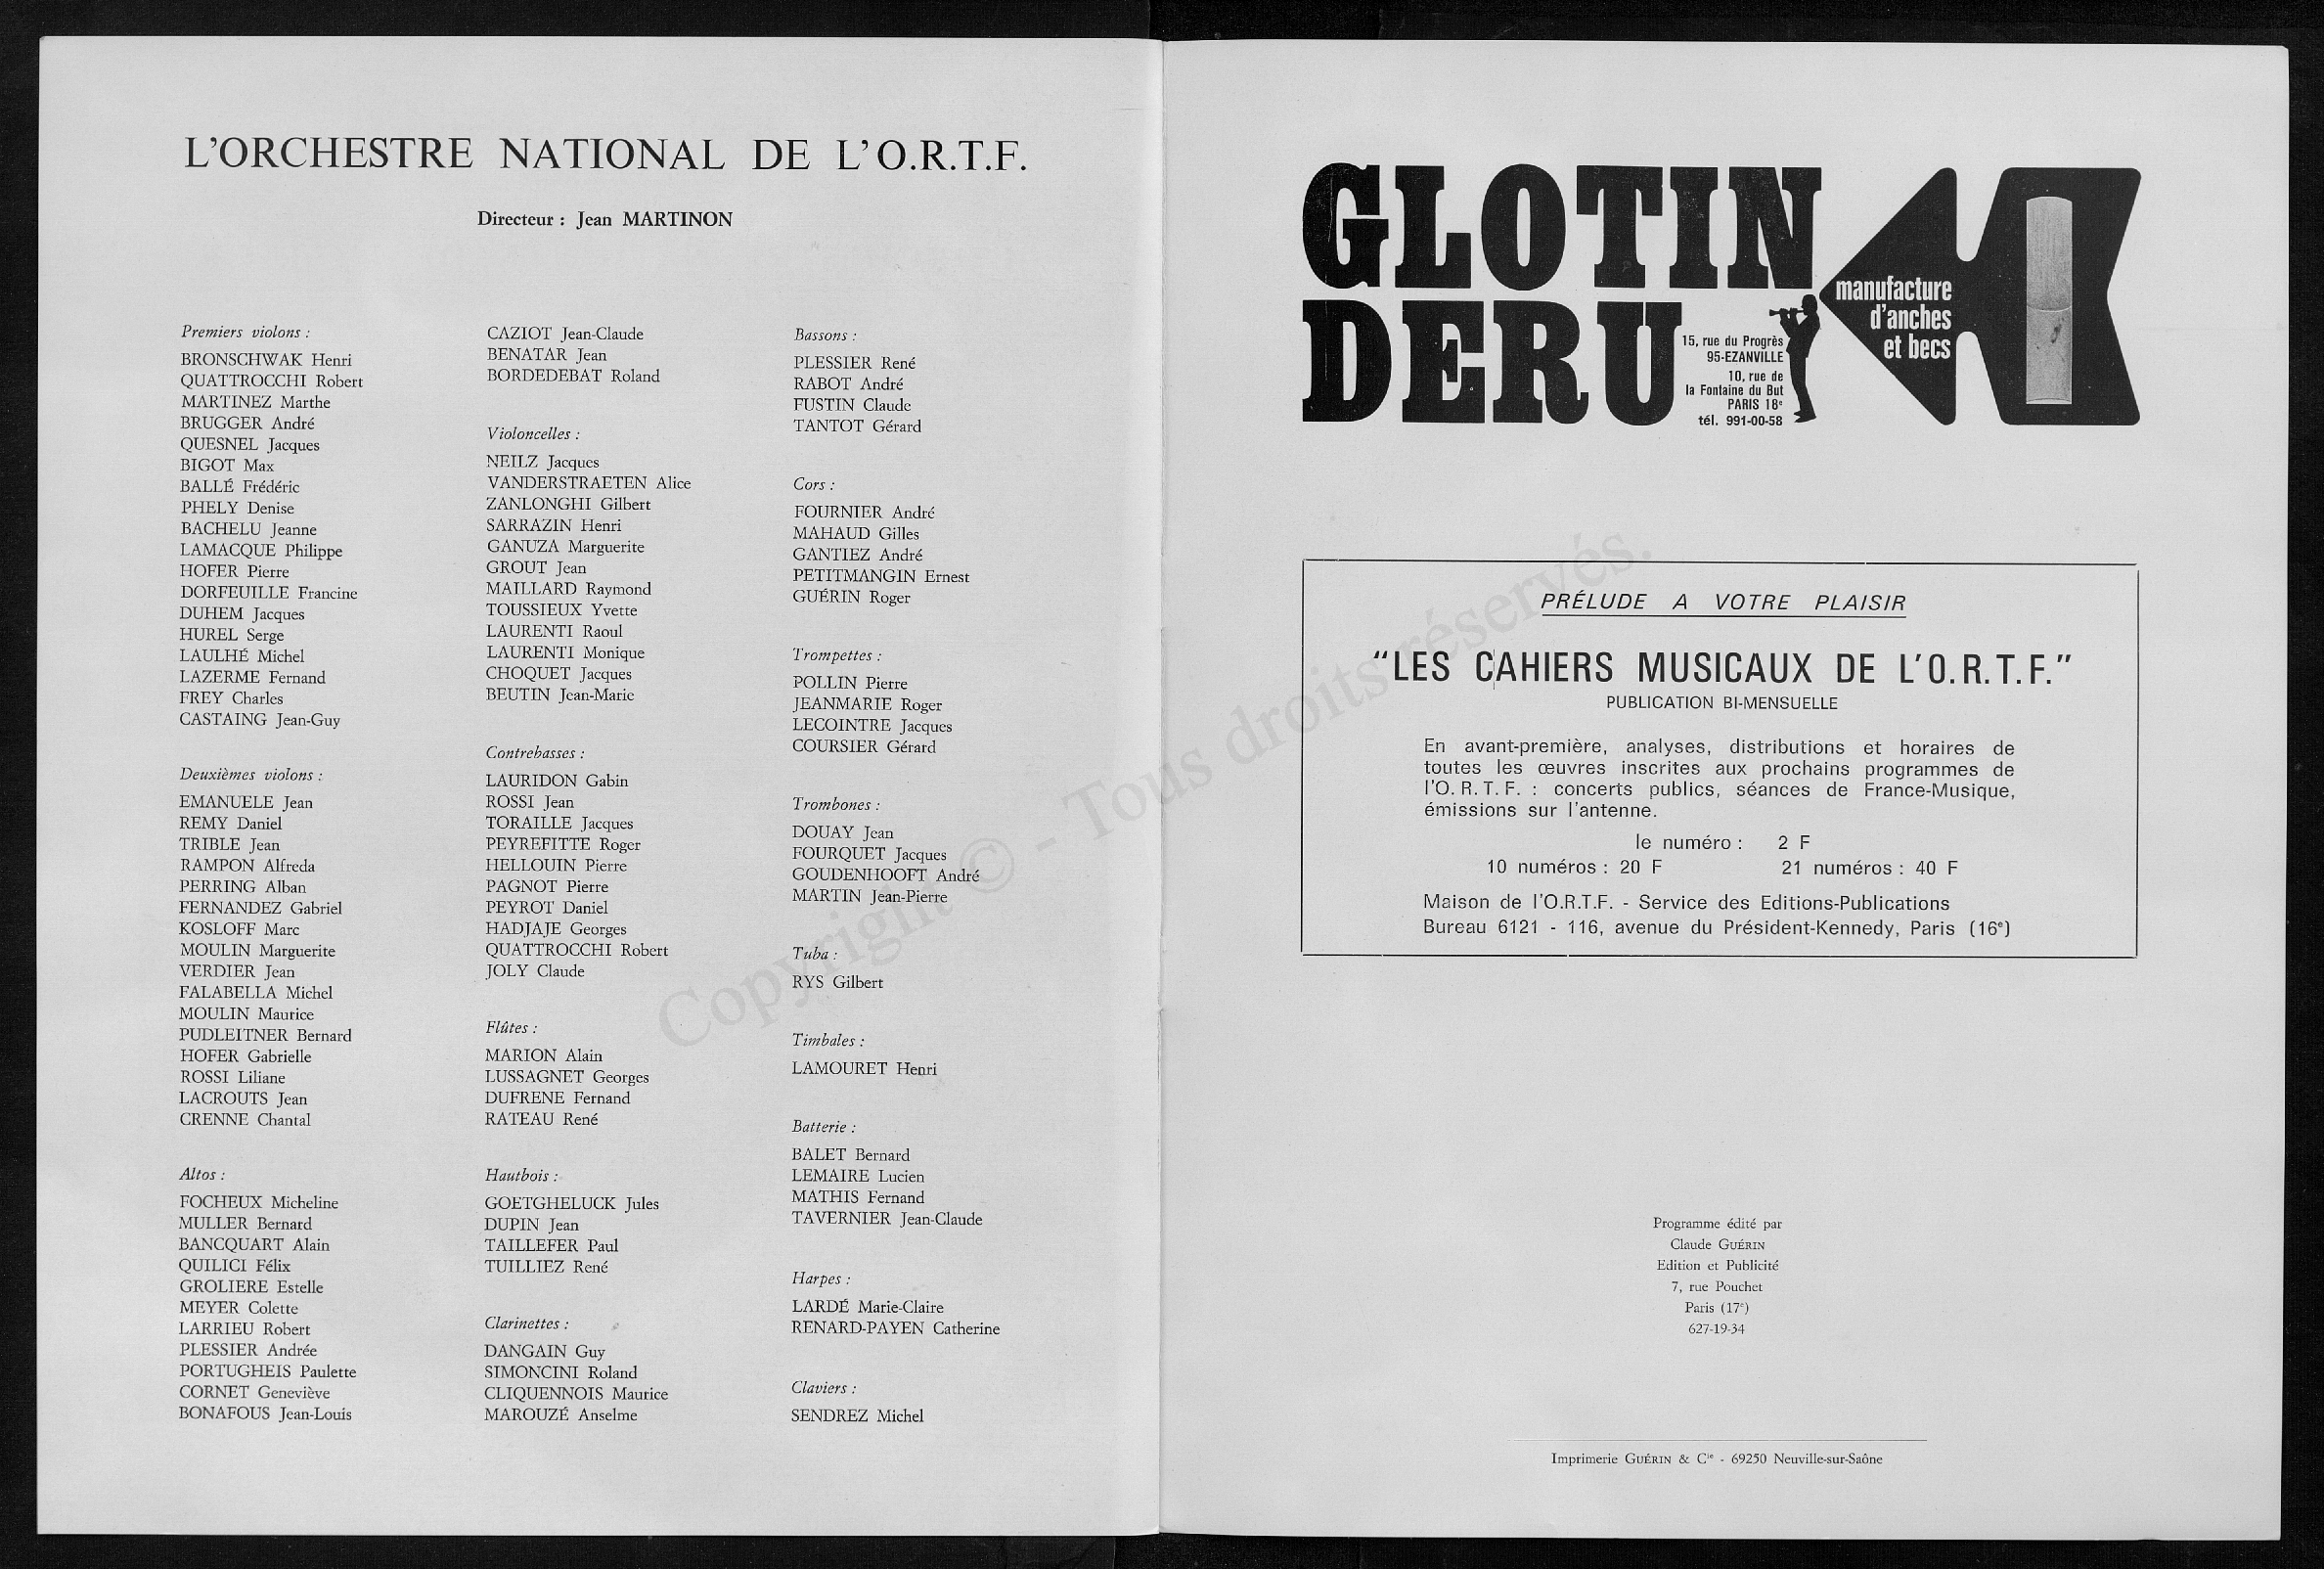 L'ORCHESTRE NATIONAL DE L'O.R.T.F.
Directeur : Jean MARTINON
Premiers violons :
BRONSCHWAK Henri
QUATTROCCHI Robert
MARTINEZ Marthe
BRUGGER André
QUESNEL Jacques
BIGOT Max
BALLÉ Frédéric
PHELY Denise
BACHELU Jeanne
LAMACQUE Philippe
HOFER Pierre
DORFEUILLE Francine
DUHEM Jacques
HUREL Serge
LAULHÉ Michel
LAZERME Fernand
FREY Charles
CASTAING Jean-Guy
Deuxièmes violons :
EMANUELE Jean
REMY Daniel
TRIBLE Jean
RAMPON Alfreda
PERRING Alban
FERNANDEZ Gabriel
KOSLOFF Marc
MOULIN Marguerite
VERDIER Jean
FALABELLA Michel
MOULIN Maurice
PUDLEITNER Bernard
HOFER Gabrielle
ROSSI Liliane
LACROUTS Jean
CRENNE Chantal
Altos :
FOCHEUX Micheline
MULLER Bernard
BANCQUART Alain
QUILICI Félix
GROLIERE Estelle
MEYER Colette
LARRIEU Robert
PLESSIER Andrée
PORTUGHEIS Paulette
CORNET Geneviève
BONAFOUS Jean-Louis
CAZIOT Jean-Claude
BENATAR Jean
BORDEDEBAT Roland
Violoncelles :
NEILZ Jacques
VANDERSTRAETEN Alice
ZANLONGHI Gilbert
SARRAZIN Henri
GANUZA Marguerite
GROUT Jean
MAILLARD Raymond
TOUSSIEUX Yvette
LAURENTI Raoul
LAURENTI Monique
CHOQUET Jacques
BEUTIN Jean-Marie
Contrebasses :
LAURIDON Gabin
ROSSI Jean
TORAILLE Jacques
PEYREFITTE Roger
HELLOUIN Pierre
PAGNOT Pierre
PEYROT Daniel
HADJAJE Georges
QUATTROCCHI Robert
JOLY Claude
Flûtes :
MARION Alain
LUSSAGNET Georges
DUFRENE Fernand
RATEAU René
Hautbois :
GOETGHELUCK Jules
DUPIN Jean
TAILLEFER Paul
TUILLIEZ René
Clarinettes :
DANGAIN Guy
SIMONCINI Roland
CLIQUENNOIS Maurice
MAROUZÉ Anselme
Bassons :
PLESSIER René
RABOT André
FUSTIN Claude
TANTOT Gérard
Cors :
FOURNIER André
MAHAUD Gilles
GANTIEZ André
PETITMANGIN Ernest
GUÉRIN Roger
Trompettes :
POLLIN Pierre
JEANMARIE Roger
LECOINTRE Jacques
COURSIER Gérard
Trombones :
DOUAY Jean
FOURQUET Jacques
GOUDENHOOFT André
MARTIN Jean-Pierre
Tuba :
RYS Gilbert
Timbales :
LAMOURET Henri
Batterie :
BALET Bernard
LEMAIRE Lucien
MATHIS Fernand
TAVERNIER Jean-Claude
Harpes :
LARDÉ Marie-Claire
RENARD-PAYEN Catherine
Claviers :
SENDREZ Michel
Copyright © - Tous droits réservés.
GLOTIN
DERU
15, rue du Progrès
95-EZANVILLE
10, rue de
la Fontaine du But
PARIS 18e
tél. 991-00-58
manufacture
d'anches
et becs
PRÉLUDE A VOTRE PLAISIR
"LES CAHIERS MUSICAUX DE L'O.R.T.F."
PUBLICATION BI-MENSUELLE
En avant-première, analyses, distributions et horaires de
toutes les œuvres inscrites aux prochains programmes de
l'O.R.T.F. : concerts publics, séances de France-Musique,
émissions sur l'antenne.
le numéro : 2 F
10 numéros : 20 F 21 numéros : 40 F
Maison de l'O.R.T.F. - Service des Editions-Publications
Bureau 6121 - 116, avenue du Président-Kennedy, Paris (16e)
Programme édité par
Claude GUÉRIN
Edition et Publicité
7, rue Pouchet
Paris (17e)
627-19-34
Imprimerie GUÉRIN & Cie - 69250 Neuville-sur-Saône